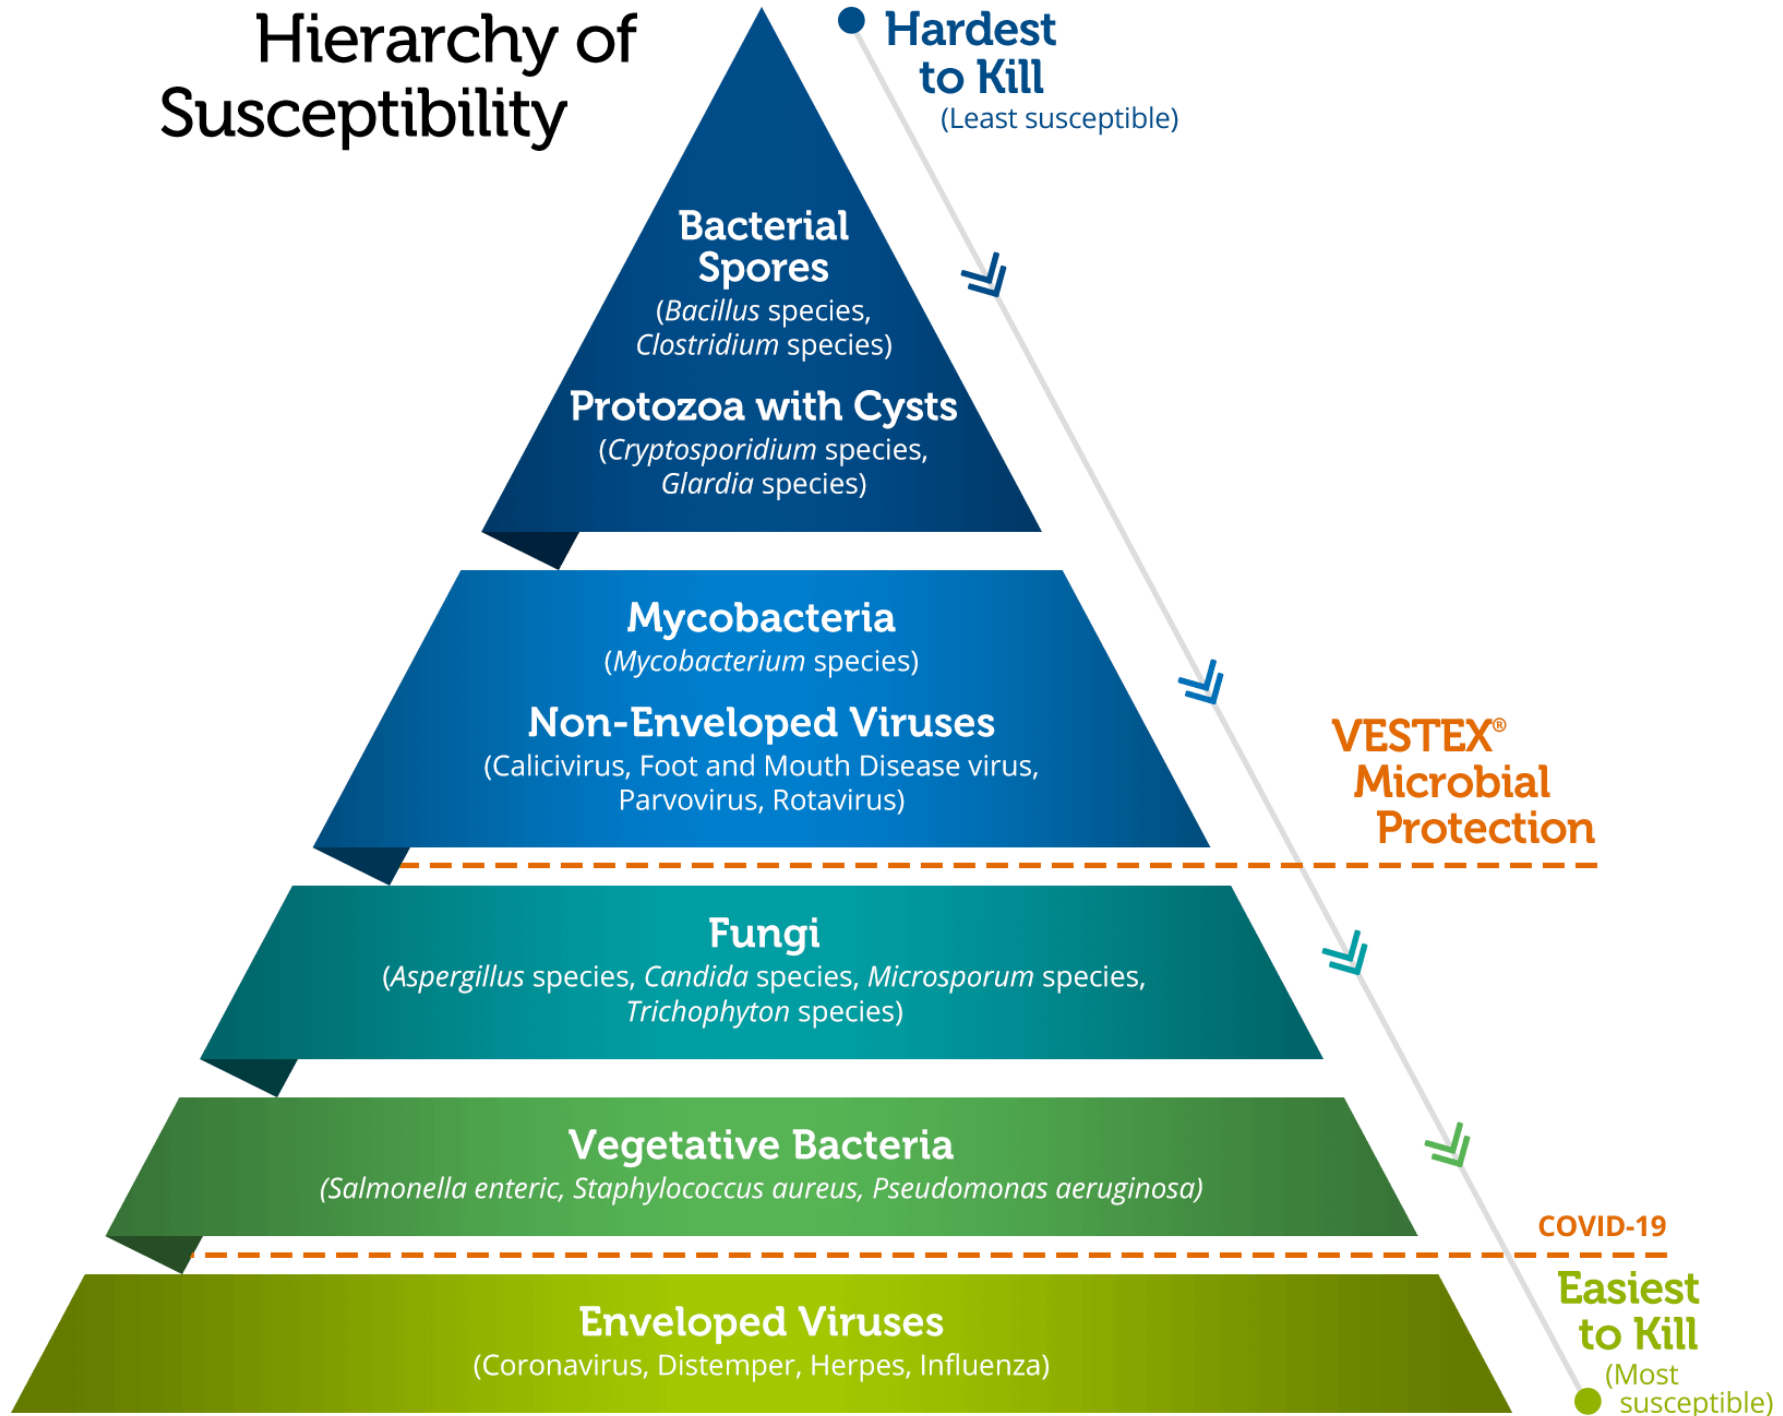 Hierarchy of
Susceptibility
Hardest
to Kill
(Least susceptible)
Bacterial
Spores
(Bacillus species,
Clostridium species)
Protozoa with Cysts
(Cryptosporidium species,
Glardia species)
Mycobacteria
(Mycobacterium species)
Non-Enveloped Viruses
(Calicivirus, Foot and Mouth Disease virus,
Parvovirus, Rotavirus)
VESTEX®
Microbial
Protection
Fungi
(Aspergillus species, Candida species, Microsporum species,
Trichophyton species)
Vegetative Bacteria
(Salmonella enteric, Staphylococcus aureus, Pseudomonas aeruginosa)
COVID-19
Enveloped Viruses
(Coronavirus, Distemper, Herpes, Influenza)
Easiest
to Kill
(Most
susceptible)